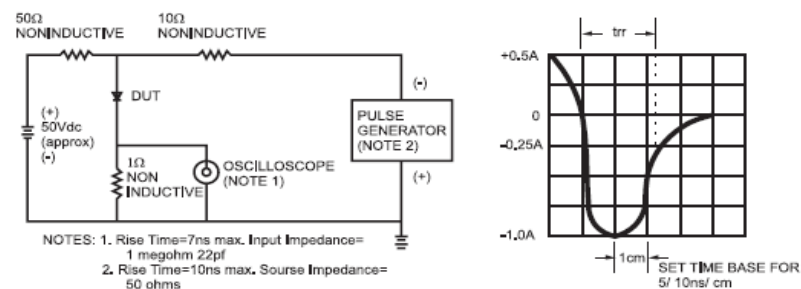 50Ω
NONINDUCTIVE
10Ω
NONINDUCTIVE
DUT
(+)
50Vdc
(approx)
(-)
1Ω
NON
INDUCTIVE
OSCILLOSCOPE
(NOTE 1)
(-)
PULSE
GENERATOR
(NOTE 2)
(+)
NOTES: 1. Rise Time=7ns max. Input Impedance=
1 megohm 22pf
2. Rise Time=10ns max. Sourse Impedance=
50 ohms
trr
+0.5A
0
-0.25A
-1.0A
1cm
SET TIME BASE FOR
5/ 10ns/ cm